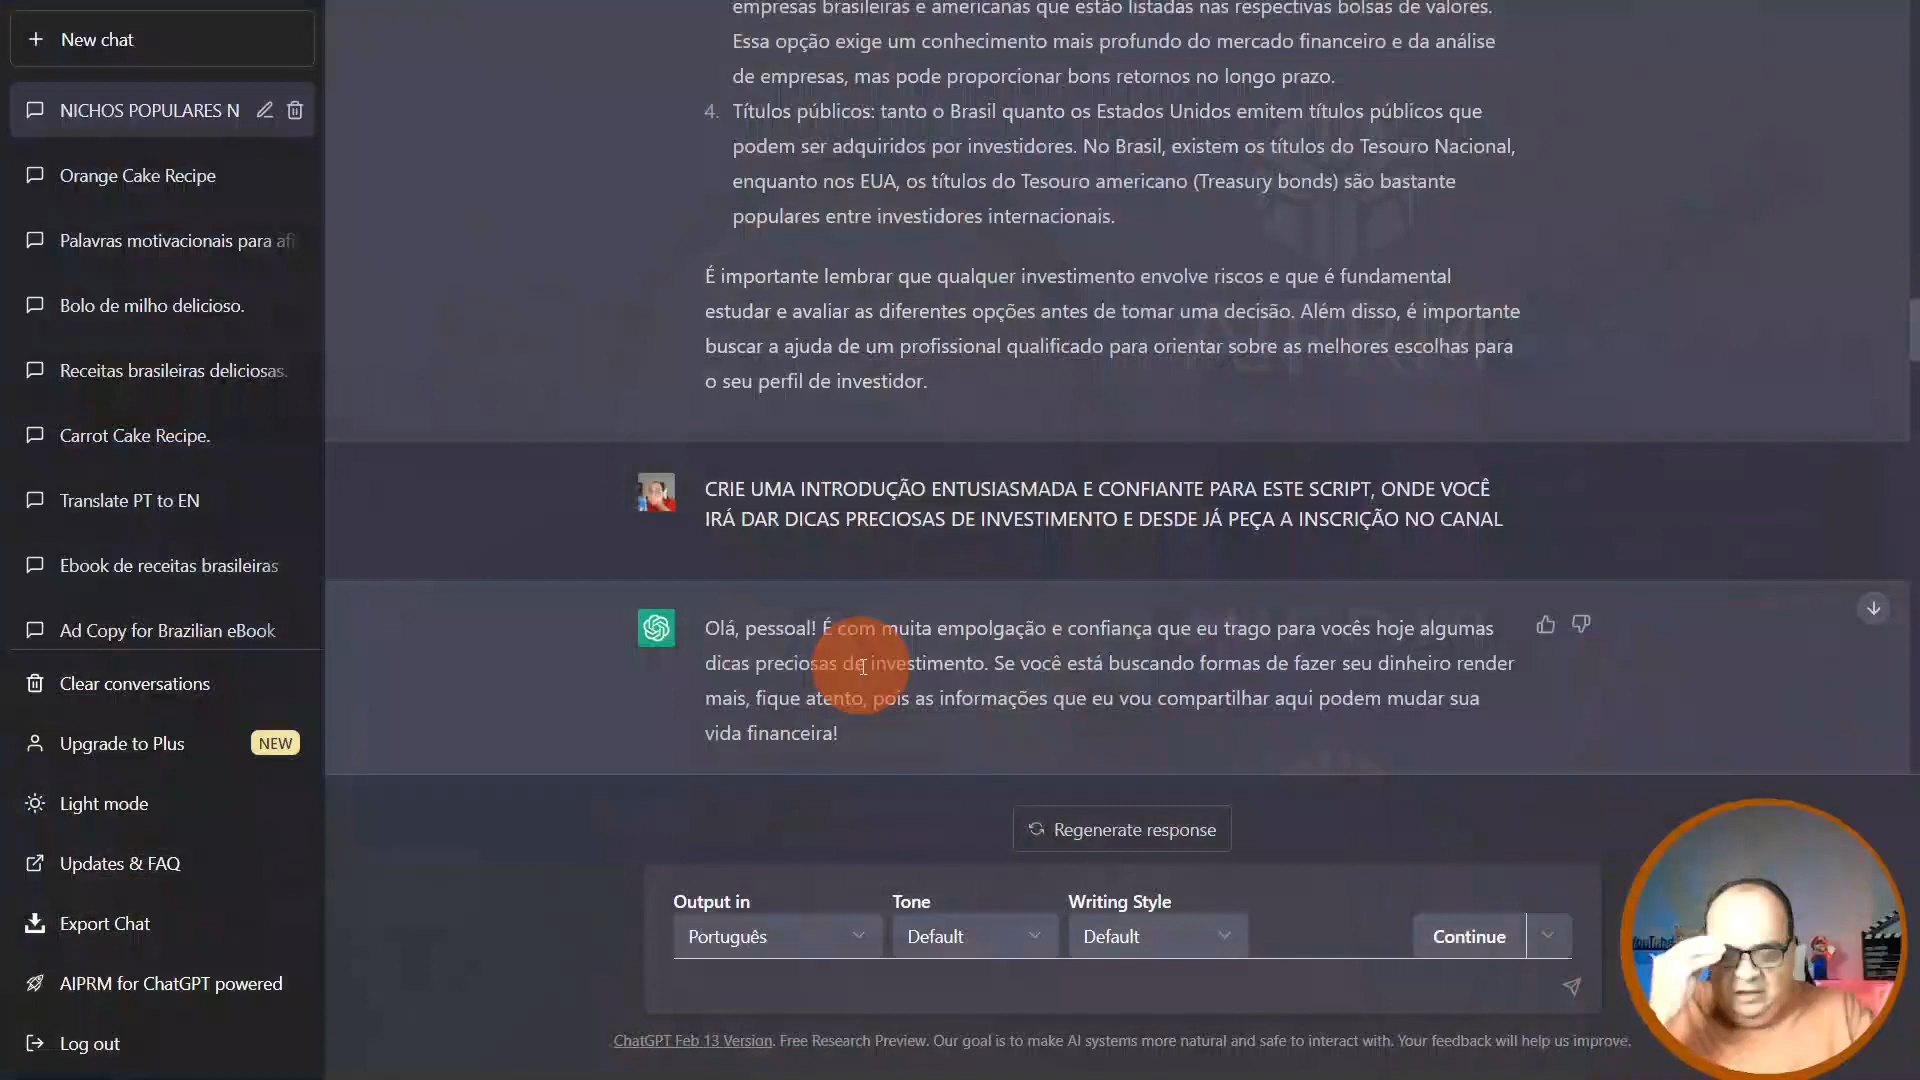 New chat
NICHOS POPULARES N
Orange Cake Recipe
Palavras motivacionais para afi
Bolo de milho delicioso.
Receitas brasileiras deliciosas.
Carrot Cake Recipe.
Translate PT to EN
Ebook de receitas brasileiras
Ad Copy for Brazilian eBook
Clear conversations
Upgrade to Plus NEW
Light mode
Updates & FAQ
Export Chat
AIPRM for ChatGPT powered
Log out
empresas brasileiras e americanas que estão listadas nas respectivas bolsas de valores.
Essa opção exige um conhecimento mais profundo do mercado financeiro e da análise
de empresas, mas pode proporcionar bons retornos no longo prazo.
4. Títulos públicos: tanto o Brasil quanto os Estados Unidos emitem títulos públicos que
podem ser adquiridos por investidores. No Brasil, existem os títulos do Tesouro Nacional,
enquanto nos EUA, os títulos do Tesouro americano (Treasury bonds) são bastante
populares entre investidores internacionais.
É importante lembrar que qualquer investimento envolve riscos e que é fundamental
estudar e avaliar as diferentes opções antes de tomar uma decisão. Além disso, é importante
buscar a ajuda de um profissional qualificado para orientar sobre as melhores escolhas para
o seu perfil de investidor.
CRIE UMA INTRODUÇÃO ENTUSIASMADA E CONFIANTE PARA ESTE SCRIPT, ONDE VOCÊ
IRÁ DAR DICAS PRECIOSAS DE INVESTIMENTO E DESDE JÁ PEÇA A INSCRIÇÃO NO CANAL
Olá, pessoal! É com muita empolgação e confiança que eu trago para vocês hoje algumas
dicas preciosas de investimento. Se você está buscando formas de fazer seu dinheiro render
mais, fique atento, pois as informações que eu vou compartilhar aqui podem mudar sua
vida financeira!
Regenerate response
Output in Tone Writing Style
Português Default Default Continue
ChatGPT Feb 13 Version. Free Research Preview. Our goal is to make AI systems more natural and safe to interact with. Your feedback will help us improve.
YouTube